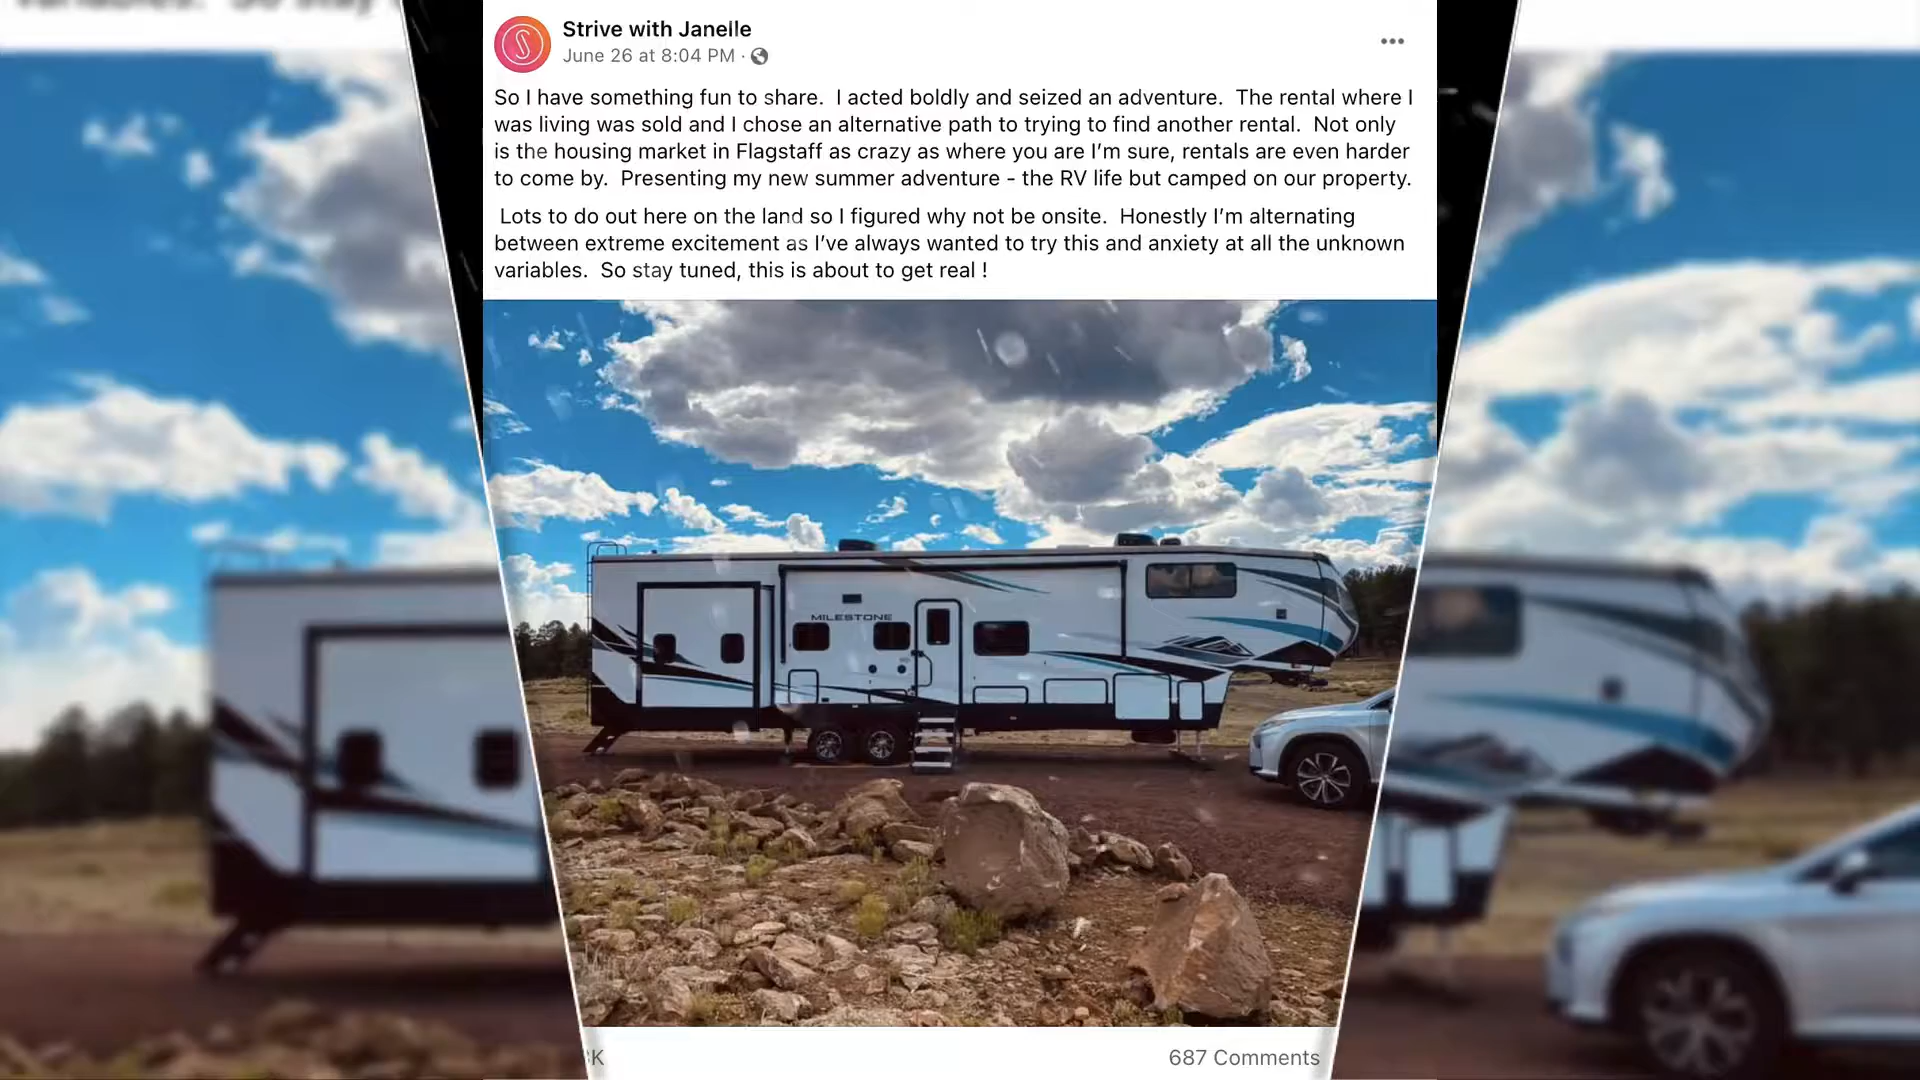 Strive with Janelle
June 26 at 8:04 PM ·
So I have something fun to share.  I acted boldly and seized an adventure.  The rental where I
was living was sold and I chose an alternative path to trying to find another rental.  Not only
is the housing market in Flagstaff as crazy as where you are I’m sure, rentals are even harder
to come by.  Presenting my new summer adventure - the RV life but camped on our property.
Lots to do out here on the land so I figured why not be onsite.  Honestly I’m alternating
between extreme excitement as I’ve always wanted to try this and anxiety at all the unknown
variables.  So stay tuned, this is about to get real !
MILESTONE
K
687 Comments